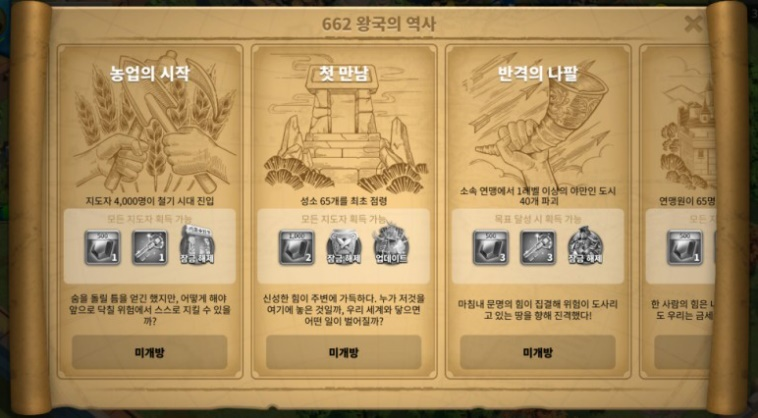 662 왕국의 역사
농업의 시작
지도자 4,000명이 철기 시대 진입
모든 지도자 획득 가능
500
1
1
잠금 해제
숨을 돌릴 틈을 얻긴 했지만, 어떻게 해야
앞으로 닥칠 위험에서 스스로 지킬 수 있을
까?
미개방
첫 만남
성소 65개를 최초 점령
모든 지도자 획득 가능
1,000
2
잠금 해제
업데이트
신성한 힘이 주변에 가득하다. 누가 저것을
여기에 놓은 것일까, 우리 세계와 닿으면
어떤 일이 벌어질까?
미개방
반격의 나팔
소속 연맹에서 1레벨 이상의 야만인 도시
40개 파괴
목표 달성 시 획득 가능
500
3
3
잠금 해제
마침내 문명의 힘이 집결해 위험이 도사리
고 있는 땅을 향해 진격했다!
미개방
연맹원이 65명
모든 지
500
1
한 사람의 힘은
도 우리는 금세